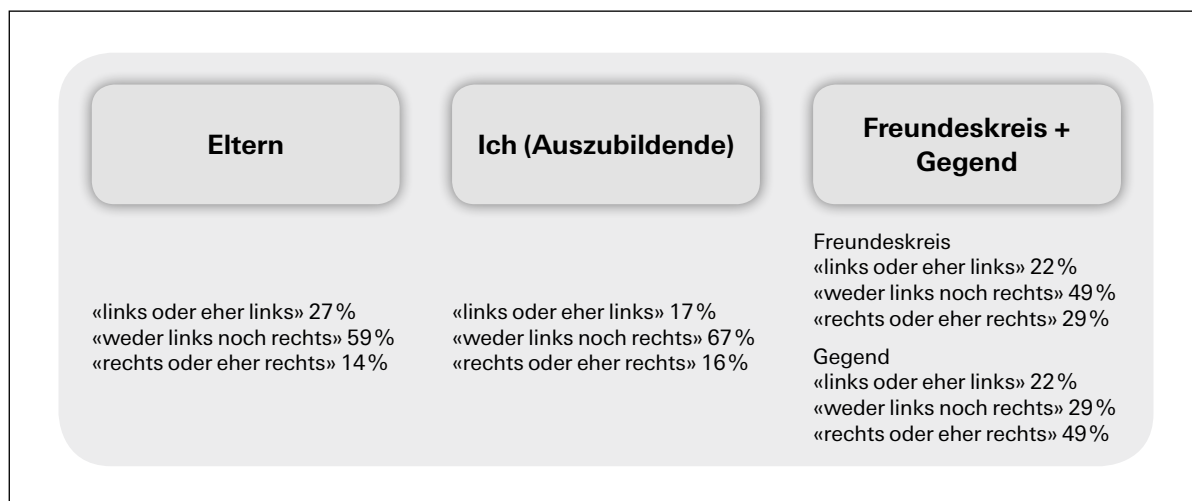 Eltern
Ich (Auszubildende)
Freundeskreis +
Gegend
«links oder eher links» 27 %
«weder links noch rechts» 59 %
«rechts oder eher rechts» 14 %
«links oder eher links» 17 %
«weder links noch rechts» 67 %
«rechts oder eher rechts» 16 %
Freundeskreis
«links oder eher links» 22 %
«weder links noch rechts» 49 %
«rechts oder eher rechts» 29 %
Gegend
«links oder eher links» 22 %
«weder links noch rechts» 29 %
«rechts oder eher rechts» 49 %